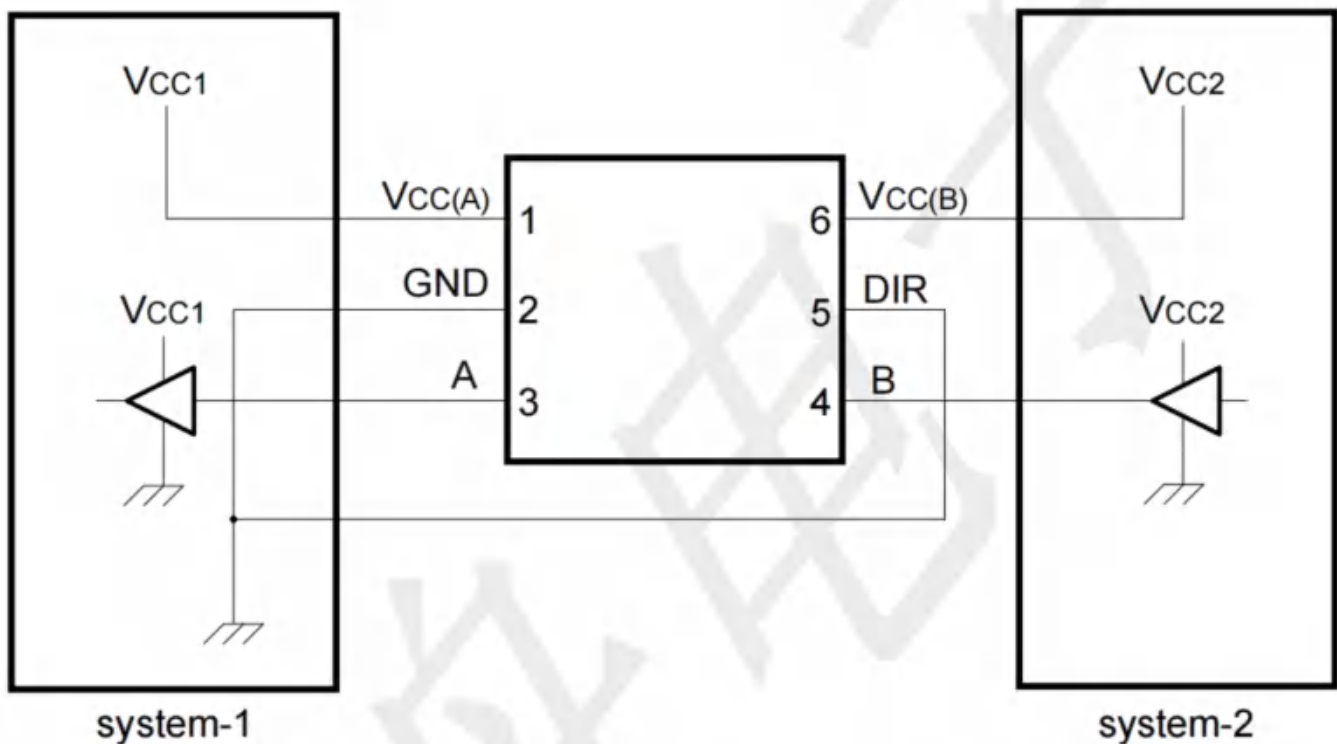 VCC1
VCC2
VCC(A)
1
6
VCC(B)
GND
2
5
DIR
VCC1
VCC2
A
3
4
B
system-1
system-2